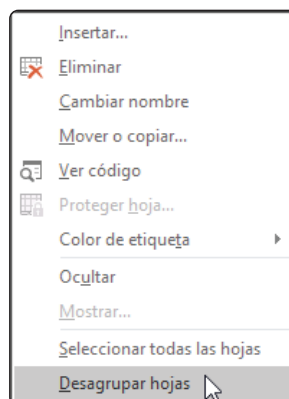 Insertar...
Eliminar
Cambiar nombre
Mover o copiar...
Ver código
Proteger hoja...
Color de etiqueta
Ocultar
Mostrar...
Seleccionar todas las hojas
Desagrupar hojas